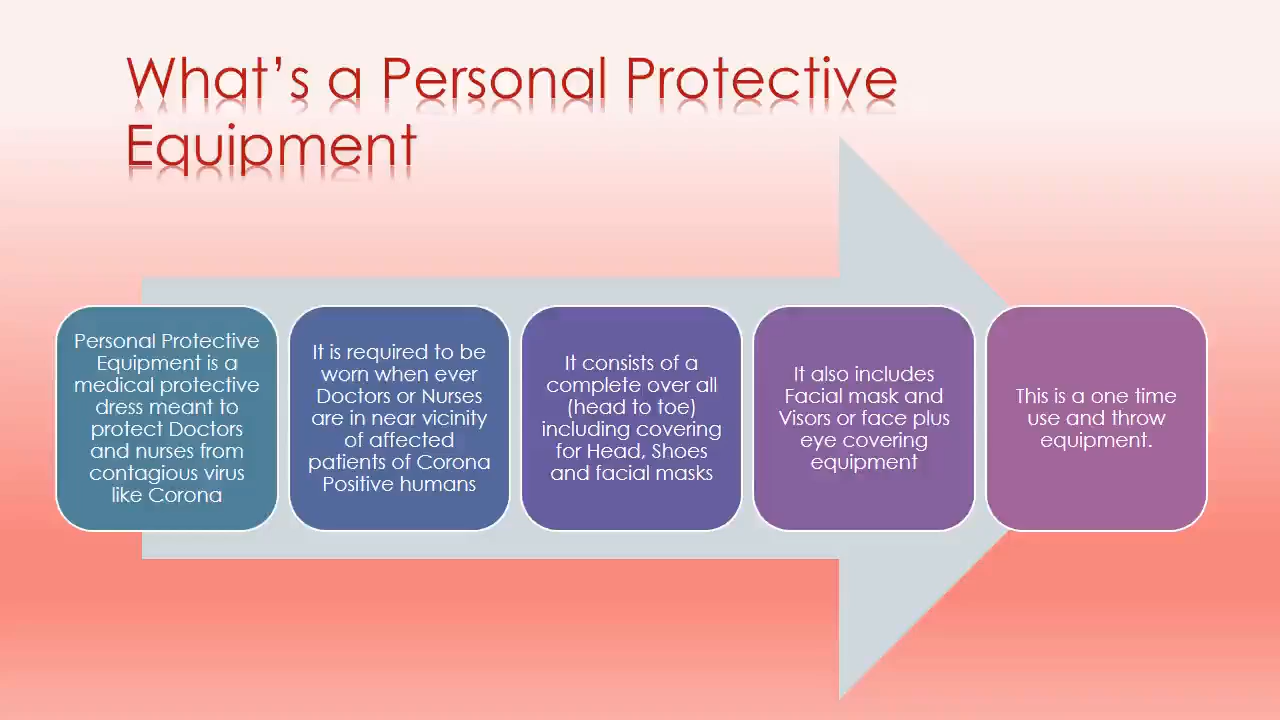 What's a Personal Protective
Equipment
Personal Protective
Equipment is a
medical protective
dress meant to
protect Doctors
and nurses from
contagious virus
like Corona
It is required to be
worn when ever
Doctors or Nurses
are in near vicinity
of affected
patients of Corona
Positive humans
It consists of a
complete over all
(head to toe)
including covering
for Head, Shoes
and facial masks
It also includes
Facial mask and
Visors or face plus
eye covering
equipment
This is a one time
use and throw
equipment.